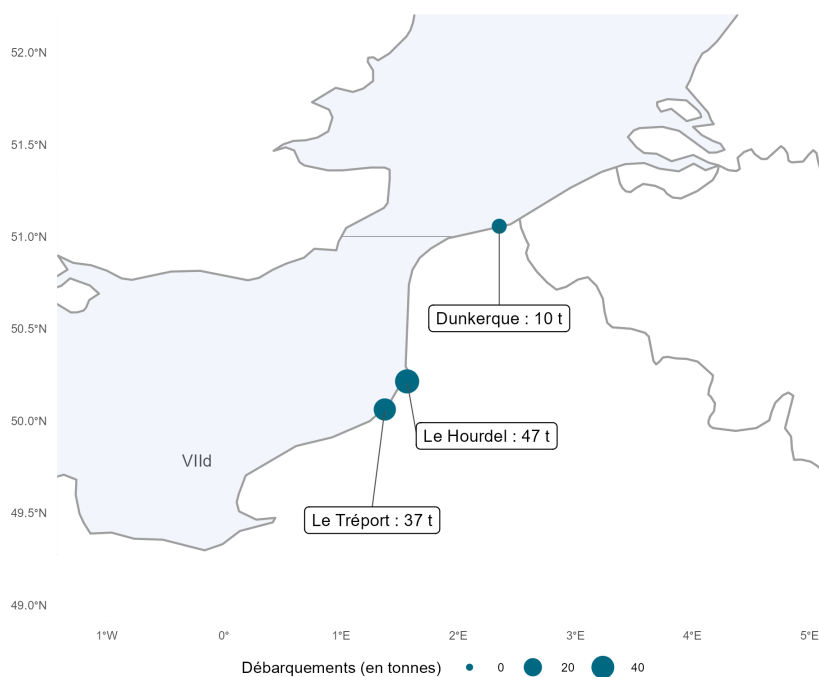 52.0°N
51.5°N
51.0°N
50.5°N
50.0°N
49.5°N
49.0°N
Dunkerque : 10 t
Le Hourdel : 47 t
VIId
Le Tréport : 37 t
1°W 0° 1°E 2°E 3°E 4°E 5°E
Débarquements (en tonnes) 0 20 40